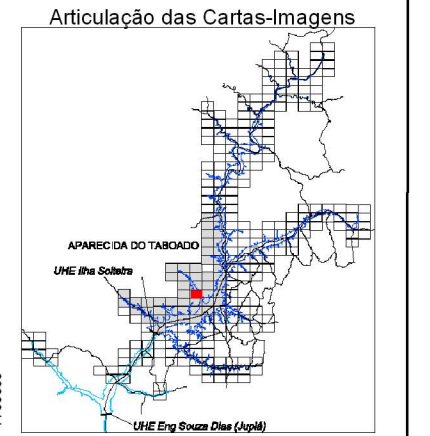 Articulação das Cartas-Imagens
APARECIDA DO TABOADO
UHE Ilha Solteira
UHE Eng Souza Dias (Jupiá)